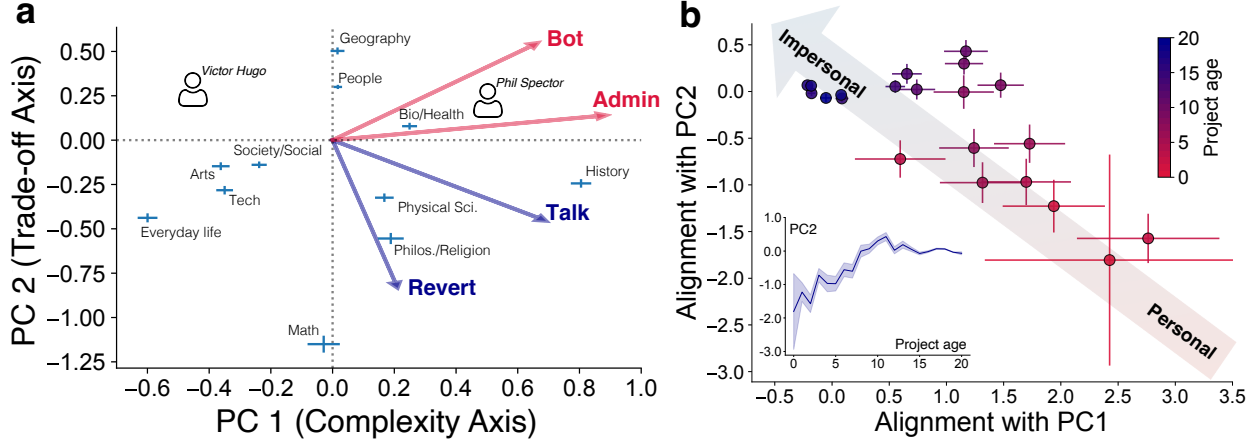 a
PC 2 (Trade-off Axis)
0.50
0.25
0.00
−0.25
−0.50
−0.75
−1.00
−1.25
Geography
Bot
Victor Hugo
People
Phil Spector
Admin
Bio/Health
Society/Social
Arts
Tech
History
Physical Sci.
Talk
Everyday life
Philos./Religion
Revert
Math
−0.6 −0.4 −0.2 0.0 0.2 0.4 0.6 0.8 1.0
PC 1 (Complexity Axis)
b
Alignment with PC2
0.5
0.0
−0.5
−1.0
−1.5
−2.0
−2.5
−3.0
Impersonal
Personal
20
15
10
5
0
Project age
PC2
1.0
0.0
-1.0
-2.0
-3.0
Project age
0 5 10 15 20
−0.5 0.0 0.5 1.0 1.5 2.0 2.5 3.0 3.5
Alignment with PC1